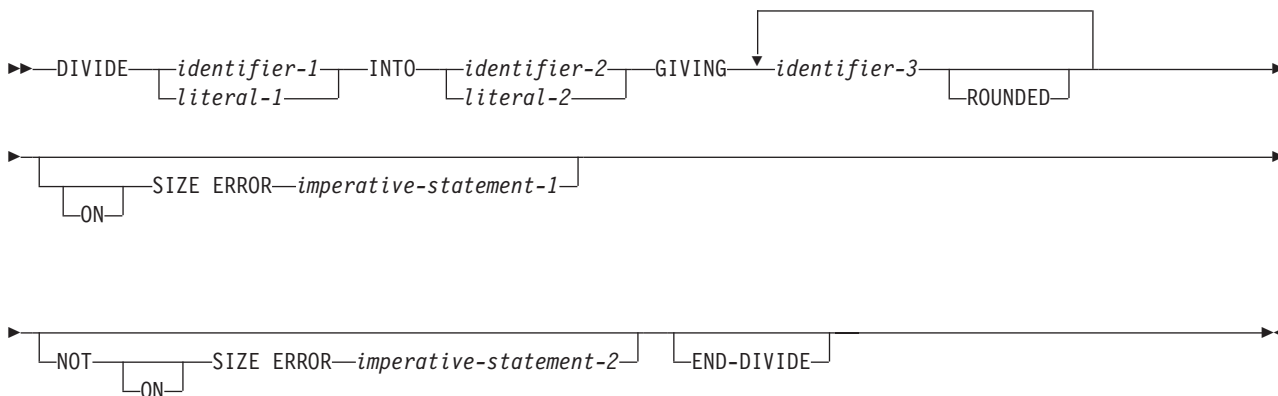 DIVIDE identifier-1 INTO identifier-2 GIVING identifier-3
literal-1 literal-2 ROUNDED
SIZE ERROR imperative-statement-1
ON
NOT SIZE ERROR imperative-statement-2 END-DIVIDE
ON